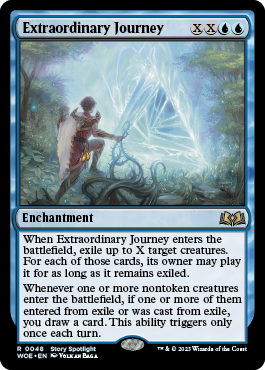 Extraordinary Journey XXUU
Enchantment
When Extraordinary Journey enters the
battlefield, exile up to X target creatures.
For each of those cards, its owner may
play it for as long as it remains exiled.
Whenever one or more nontoken creatures
enter the battlefield, if one or more of them
entered from exile or was cast from exile,
you draw a card. This ability triggers only
once each turn.
R 0048 Story Spotlight
WOE • EN Volkan Baga
™ & © 2023 Wizards of the Coast